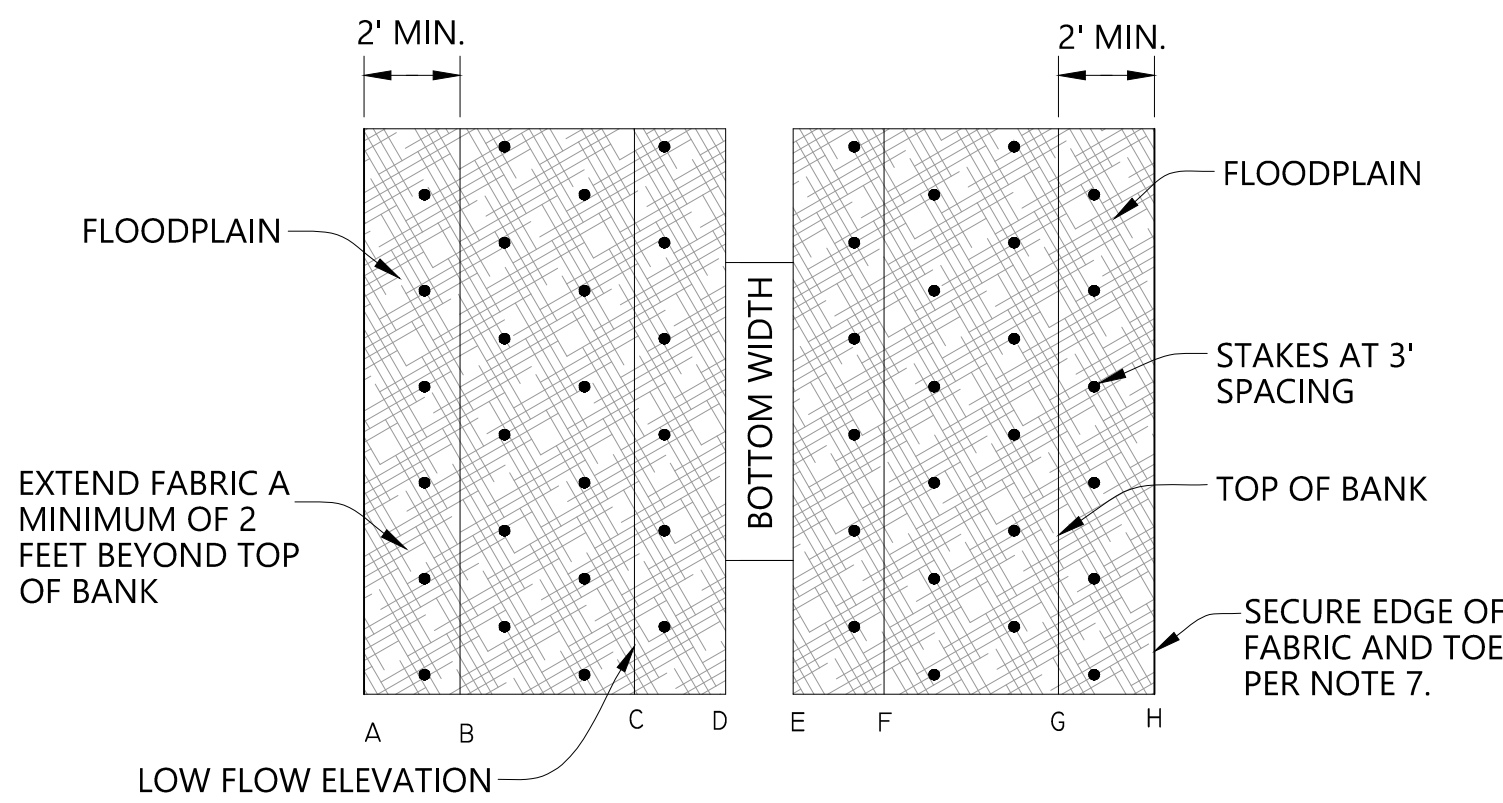 2' MIN.
2' MIN.
FLOODPLAIN
FLOODPLAIN
STAKES AT 3'
SPACING
BOTTOM WIDTH
EXTEND FABRIC A
MINIMUM OF 2
FEET BEYOND TOP
OF BANK
TOP OF BANK
SECURE EDGE OF
FABRIC AND TOE
PER NOTE 7.
A B C D E F G H
LOW FLOW ELEVATION